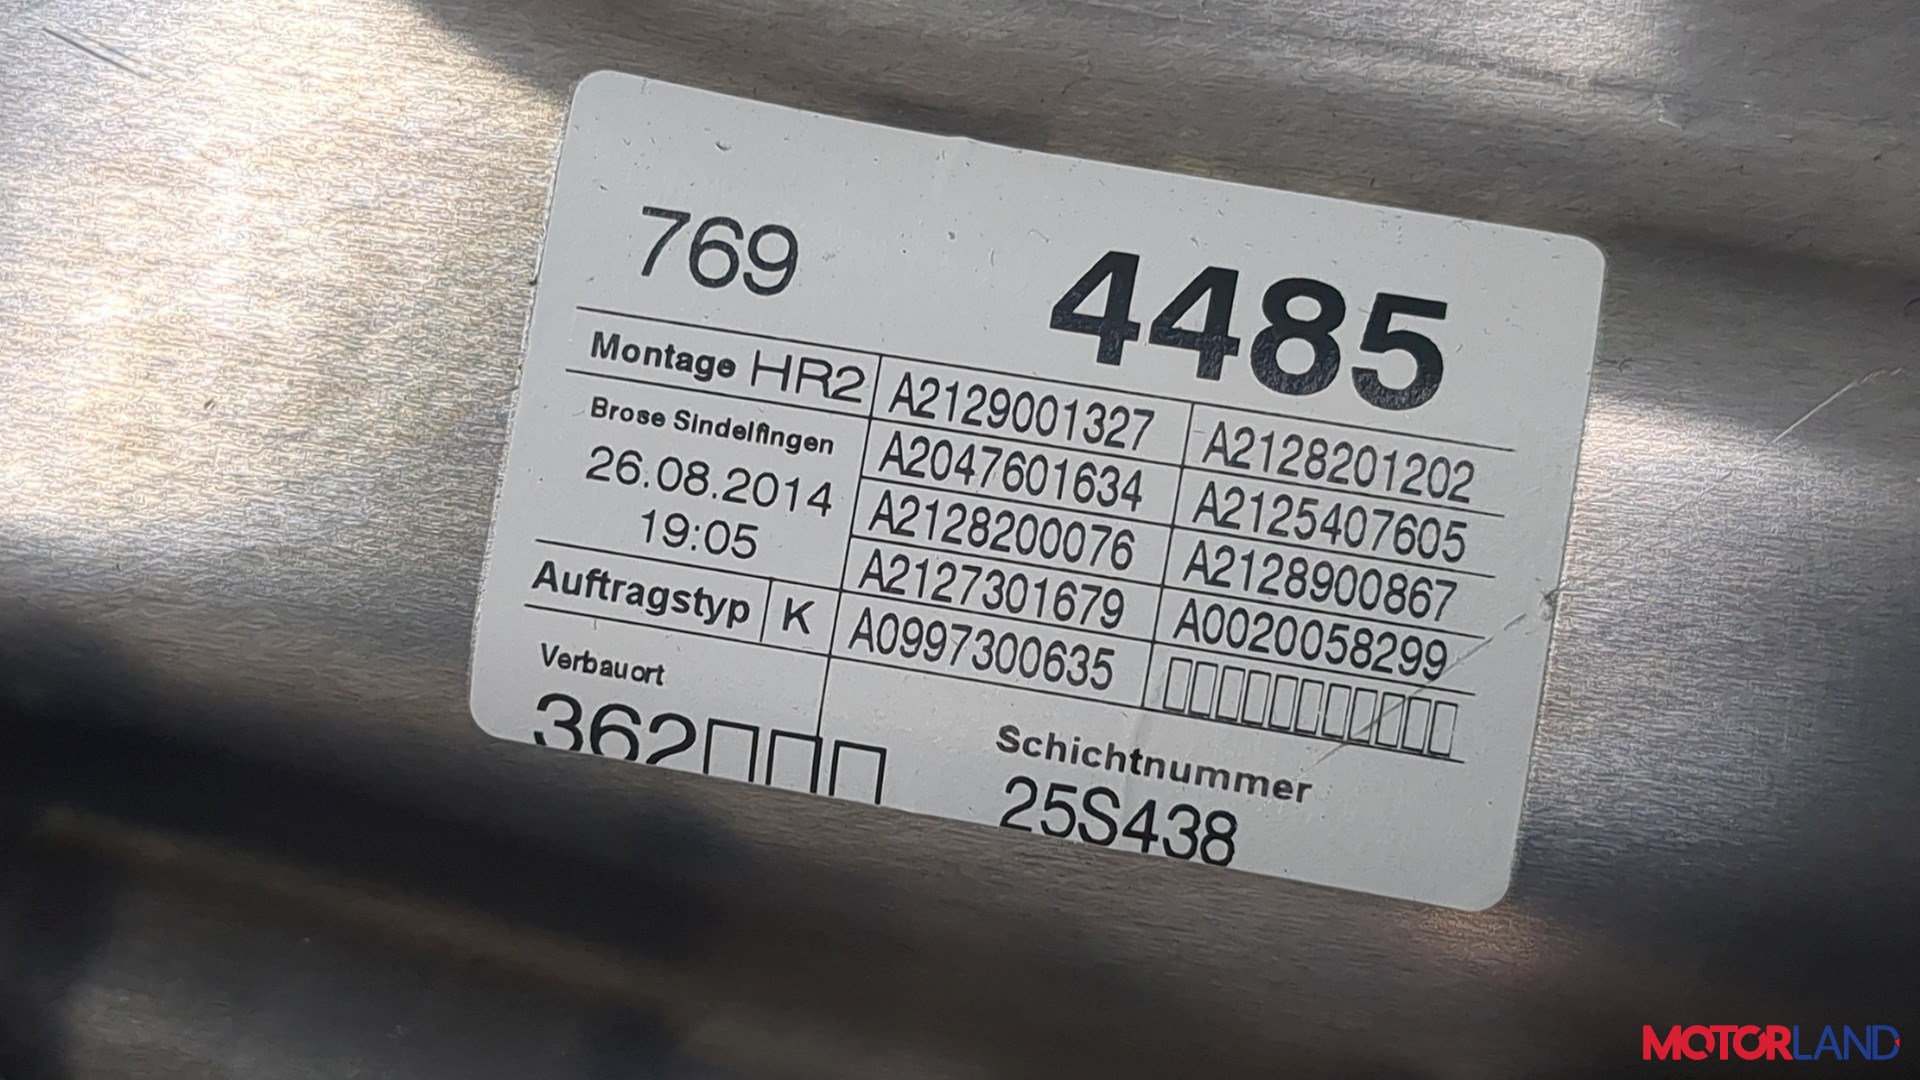 769 4485
Montage HR2 A2129001327 A2128201202
Brose Sindelfingen A2047601634 A2125407605
26.08.2014 A2128200076 A2128900867
19:05 A2127301679 A0020058299
Auftragstyp K A0997300635
Verbauort
362
Schichtnummer
25S438
MOTORLAND